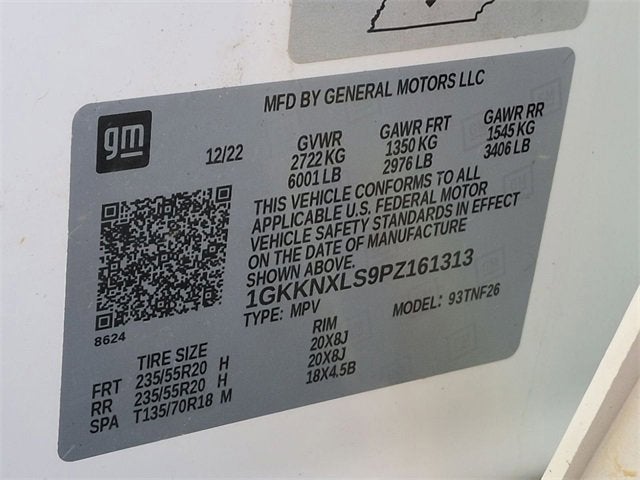 MFD BY GENERAL MOTORS LLC
gm
12/22 GVWR GAWR FRT GAWR RR
2722 KG 1350 KG 1545 KG
6001 LB 2976 LB 3406 LB
THIS VEHICLE CONFORMS TO ALL
APPLICABLE U.S. FEDERAL MOTOR
VEHICLE SAFETY STANDARDS IN EFFECT
ON THE DATE OF MANUFACTURE
SHOWN ABOVE.
1GKKNXLS9PZ161313
TYPE: MPV MODEL: 93TNF26
8624
TIRE SIZE RIM
FRT 235/55R20 H 20X8J
RR 235/55R20 H 20X8J
SPA T135/70R18 M 18X4.5B